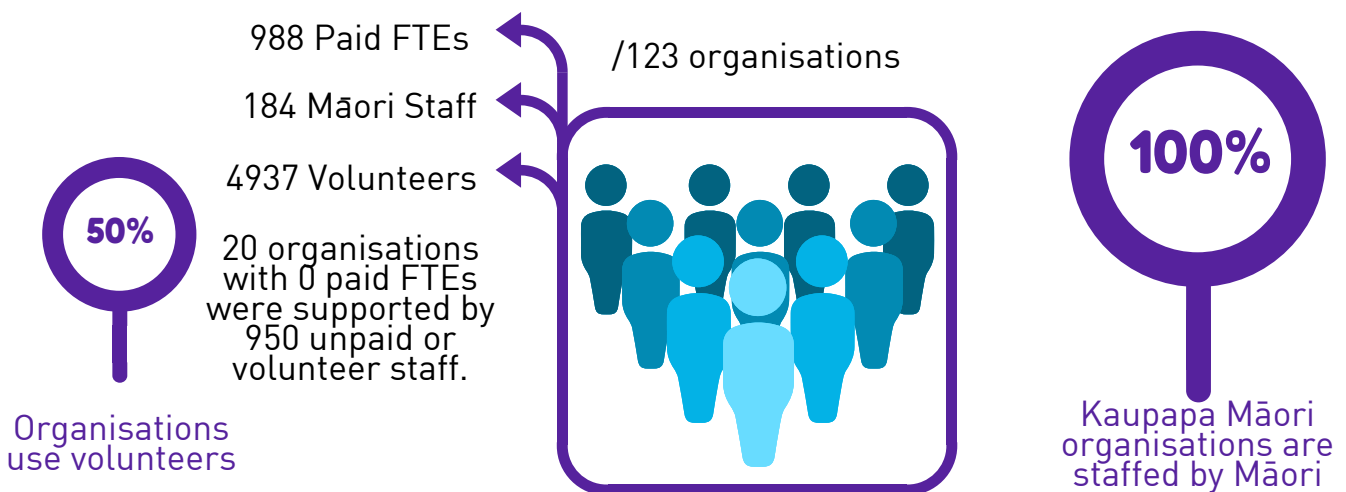 988 Paid FTEs
/123 organisations
184 Māori Staff
4937 Volunteers
50%
20 organisations
with 0 paid FTEs
were supported by
950 unpaid or
volunteer staff.
Organisations
use volunteers
100%
Kaupapa Māori
organisations are
staffed by Māori